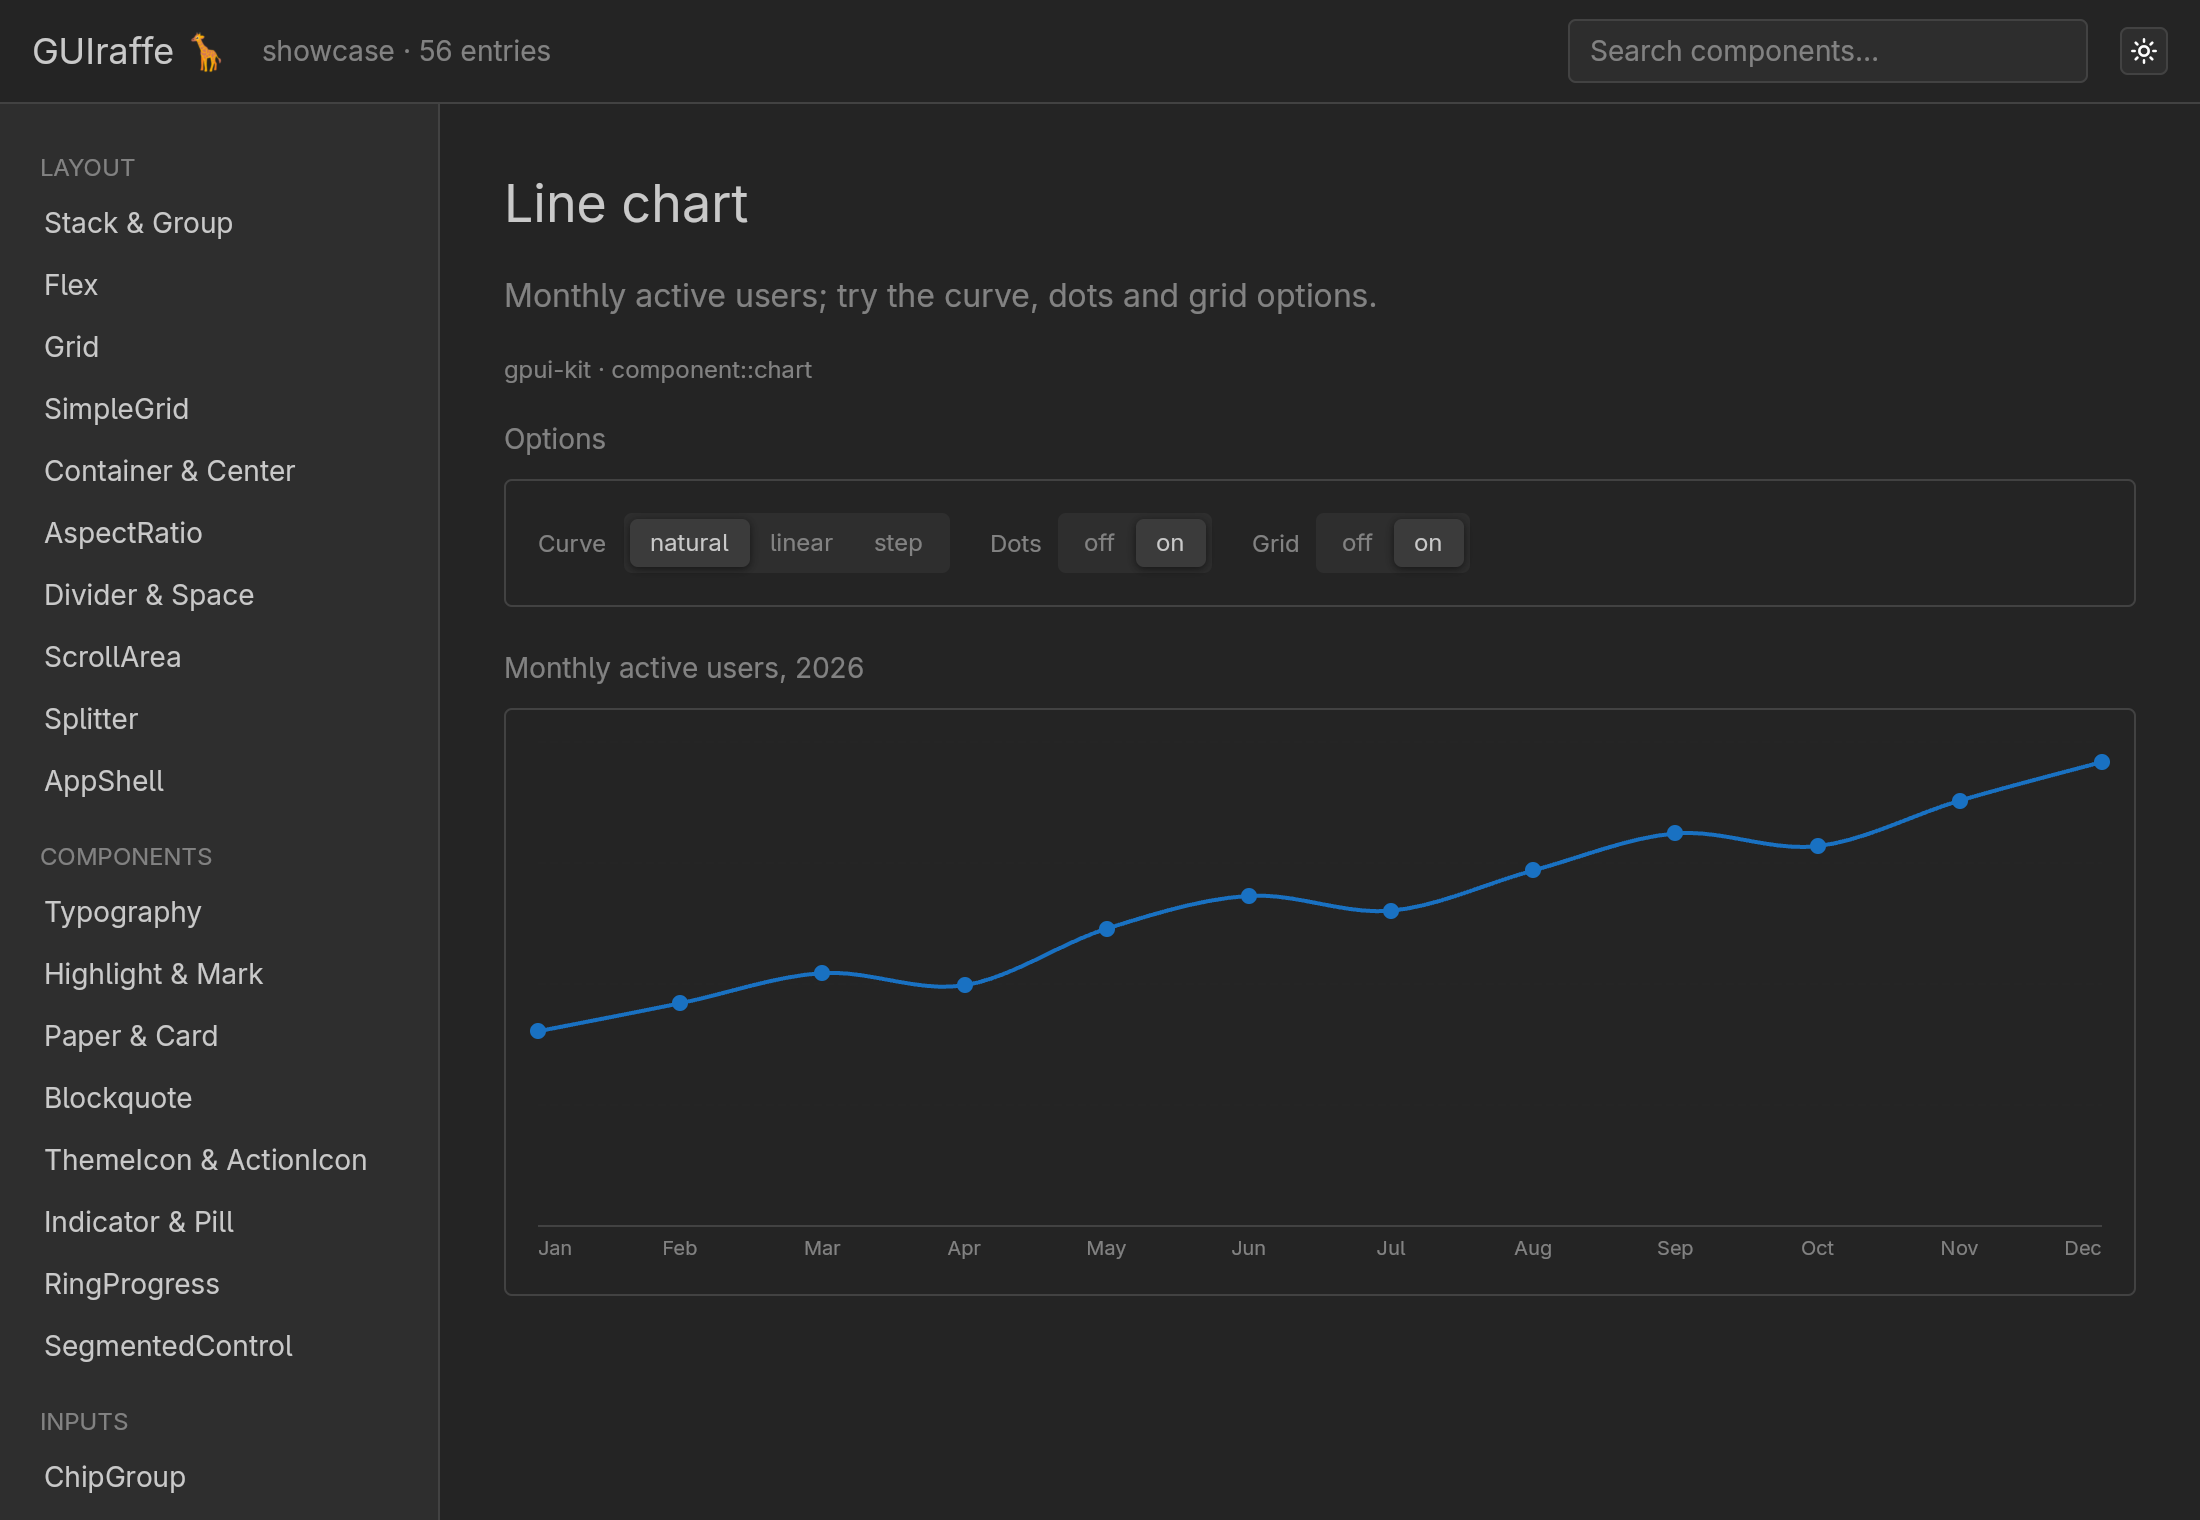 GUIraffe 🦒 showcase · 56 entries Search components...
LAYOUT
Stack & Group
Flex
Grid
SimpleGrid
Container & Center
AspectRatio
Divider & Space
ScrollArea
Splitter
AppShell
COMPONENTS
Typography
Highlight & Mark
Paper & Card
Blockquote
ThemeIcon & ActionIcon
Indicator & Pill
RingProgress
SegmentedControl
INPUTS
ChipGroup
Line chart
Monthly active users; try the curve, dots and grid options.
gpui-kit · component::chart
Options
Curve natural linear step Dots off on Grid off on
Monthly active users, 2026
Jan Feb Mar Apr May Jun Jul Aug Sep Oct Nov Dec